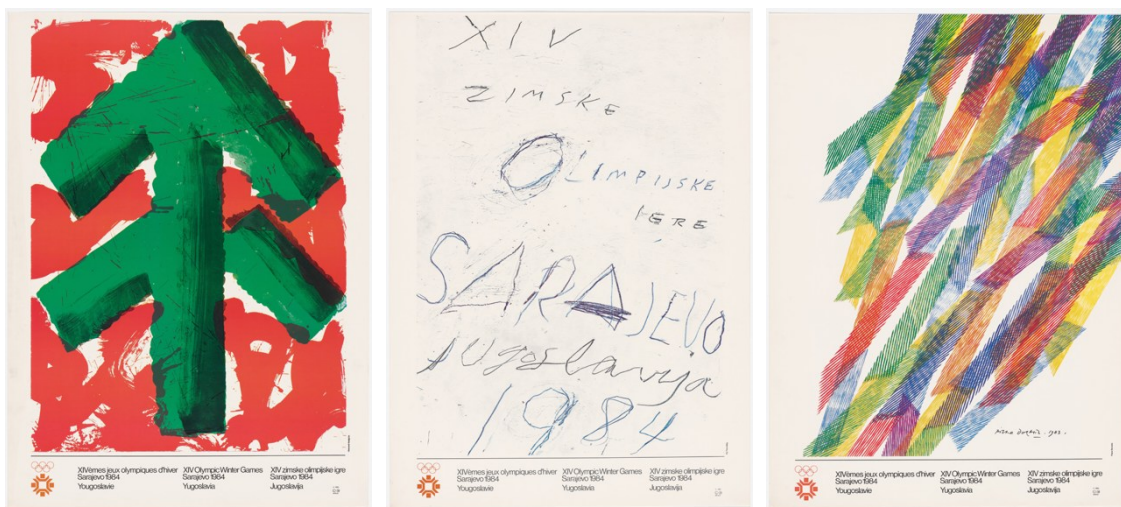 XIVèmes jeux olympiques d'hiver
Sarajevo 1984
Yougoslavie
XIV Olympic Winter Games
Sarajevo 1984
Yugoslavia
XIV zimske olimpijske igre
Sarajevo 1984
Jugoslavija
XIV
ZIMSKE
OLIMPIJSKE
IGRE
SARAJEVO
Jugoslavija
1984
XIVèmes jeux olympiques d'hiver
Sarajevo 1984
Yougoslavie
XIV Olympic Winter Games
Sarajevo 1984
Yugoslavia
XIV zimske olimpijske igre
Sarajevo 1984
Jugoslavija
XIVèmes jeux olympiques d'hiver
Sarajevo 1984
Yougoslavie
XIV Olympic Winter Games
Sarajevo 1984
Yugoslavia
XIV zimske olimpijske igre
Sarajevo 1984
Jugoslavija